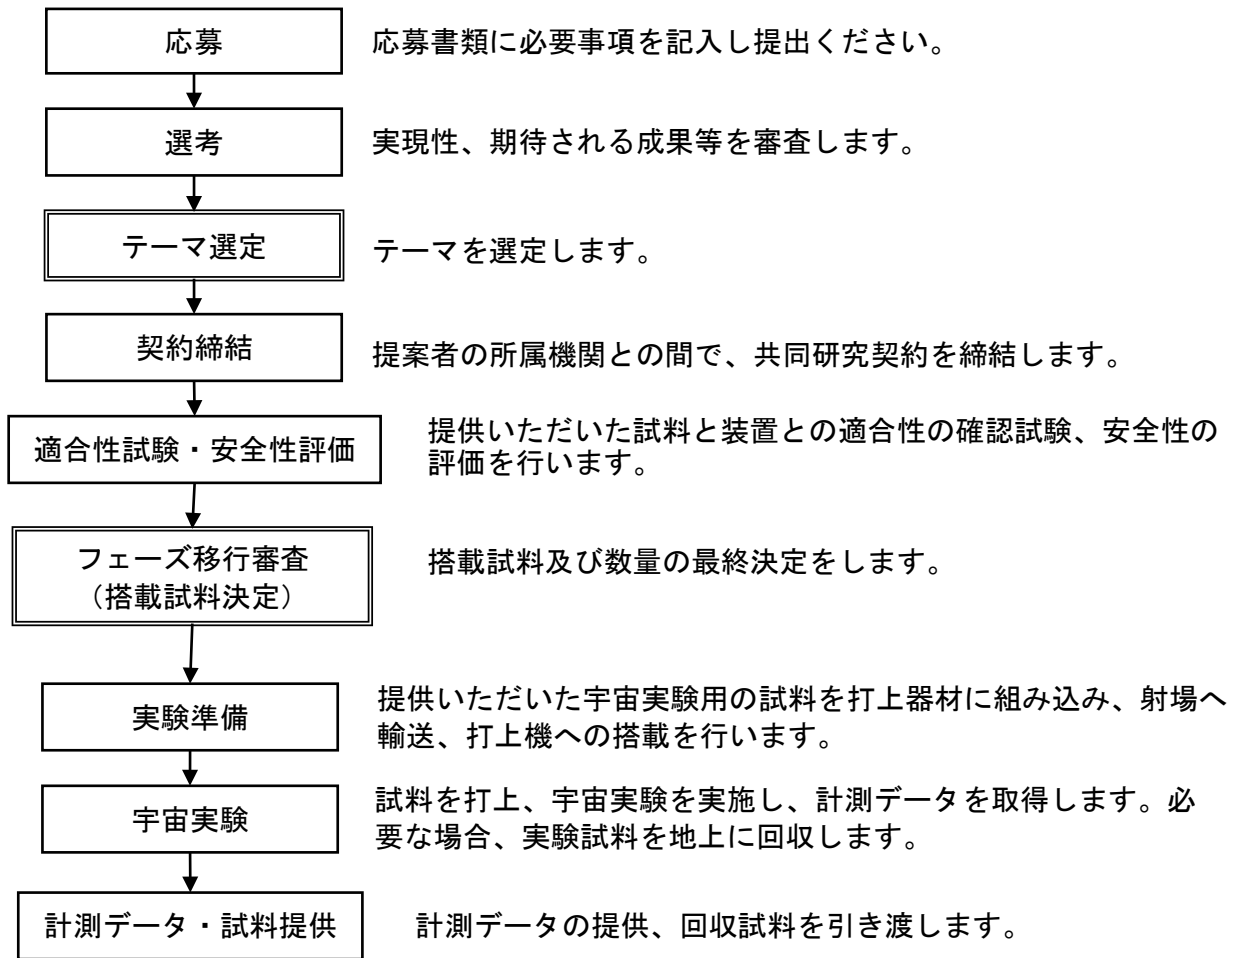 応募
応募書類に必要事項を記入し提出ください。
選考
実現性、期待される成果等を審査します。
テーマ選定
テーマを選定します。
契約締結
提案者の所属機関との間で、共同研究契約を締結します。
適合性試験・安全性評価
提供いただいた試料と装置との適合性の確認試験、安全性の
評価を行います。
フェーズ移行審査
（搭載試料決定）
搭載試料及び数量の最終決定をします。
実験準備
提供いただいた宇宙実験用の試料を打上器材に組み込み、射場へ
輸送、打上機への搭載を行います。
宇宙実験
試料を打上、宇宙実験を実施し、計測データを取得します。必
要な場合、実験試料を地上に回収します。
計測データ・試料提供
計測データの提供、回収試料を引き渡します。